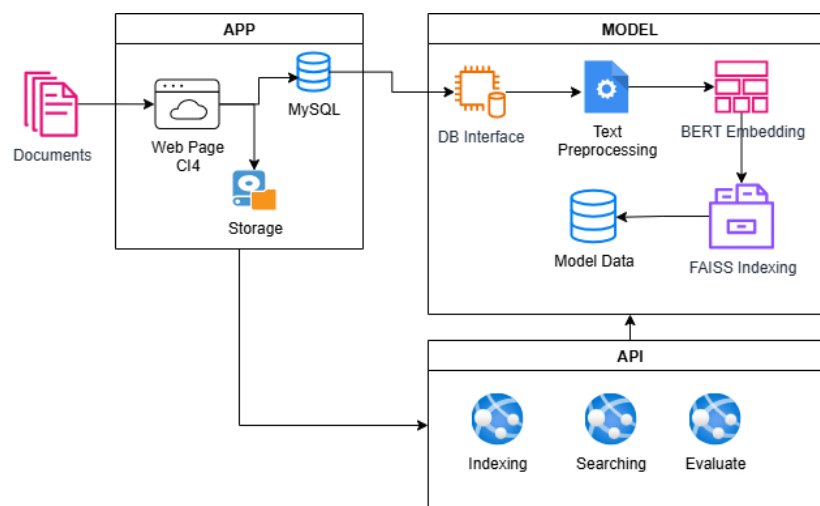 APP
MODEL
Documents
Web Page
CI4
MySQL
Storage
DB Interface
Text
Preprocessing
BERT Embedding
Model Data
FAISS Indexing
API
Indexing
Searching
Evaluate